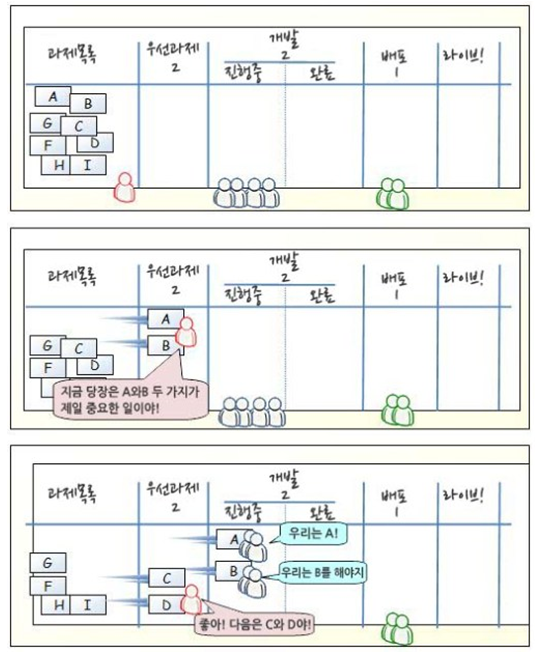 과제목록 우선과제 개발 배포 라이브!
2 2 1
진행중 완료
A B
G C
F D
H I
과제목록 우선과제 개발 배포 라이브!
2 2 1
진행중 완료
A
B
G C
F D
지금 당장은 A와B 두 가지가
제일 중요한 일이야!
과제목록 우선과제 개발 배포 라이브!
2 2 1
진행중 완료
A 우리는 A!
B 우리는 B를 해야지
G
F C
H I D
좋아! 다음은 C와 D야!